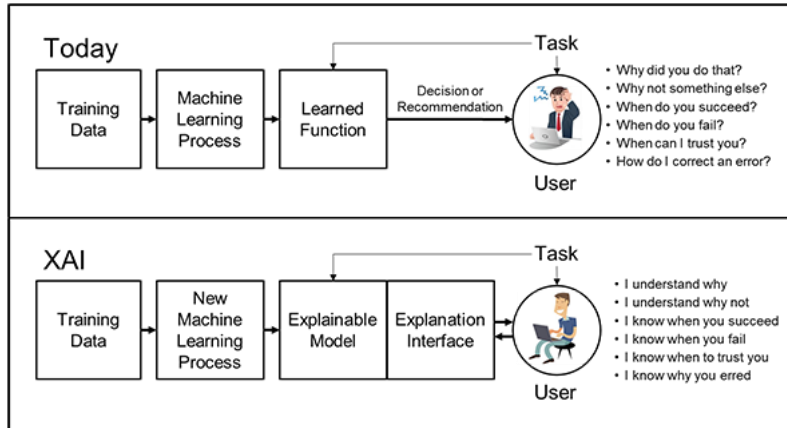 Today
Task
Training
Data
Machine
Learning
Process
Learned
Function
Decision or
Recommendation
User
• Why did you do that?
• Why not something else?
• When do you succeed?
• When do you fail?
• When can I trust you?
• How do I correct an error?
XAI
Task
Training
Data
New
Machine
Learning
Process
Explainable
Model
Explanation
Interface
User
• I understand why
• I understand why not
• I know when you succeed
• I know when you fail
• I know when to trust you
• I know why you erred